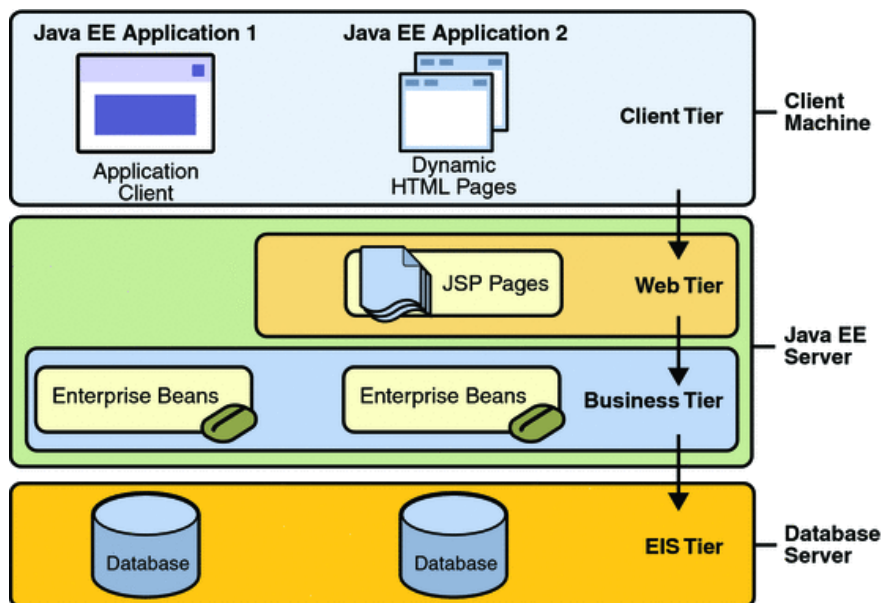 Java EE Application 1
Java EE Application 2
Application
Client
Dynamic
HTML Pages
Client Tier
Client
Machine
JSP Pages
Web Tier
Java EE
Server
Enterprise Beans
Enterprise Beans
Business Tier
Database
Database
EIS Tier
Database
Server